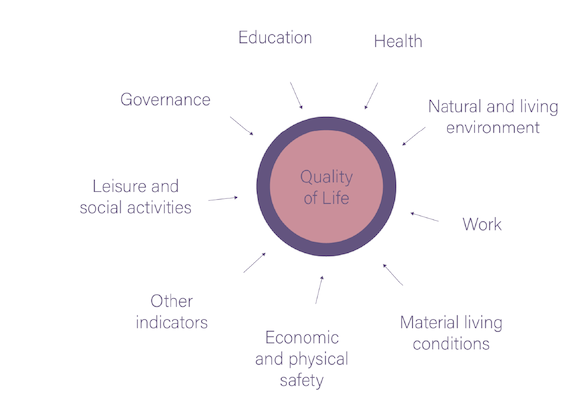 Education
Health
Governance
Natural and living
environment
Quality
of Life
Leisure and
social activities
Work
Other
indicators
Material living
conditions
Economic
and physical
safety